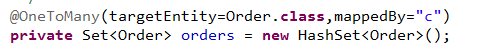 @OneToMany(targetEntity=Order.class,mappedBy="c")
private Set<Order> orders = new HashSet<Order>();